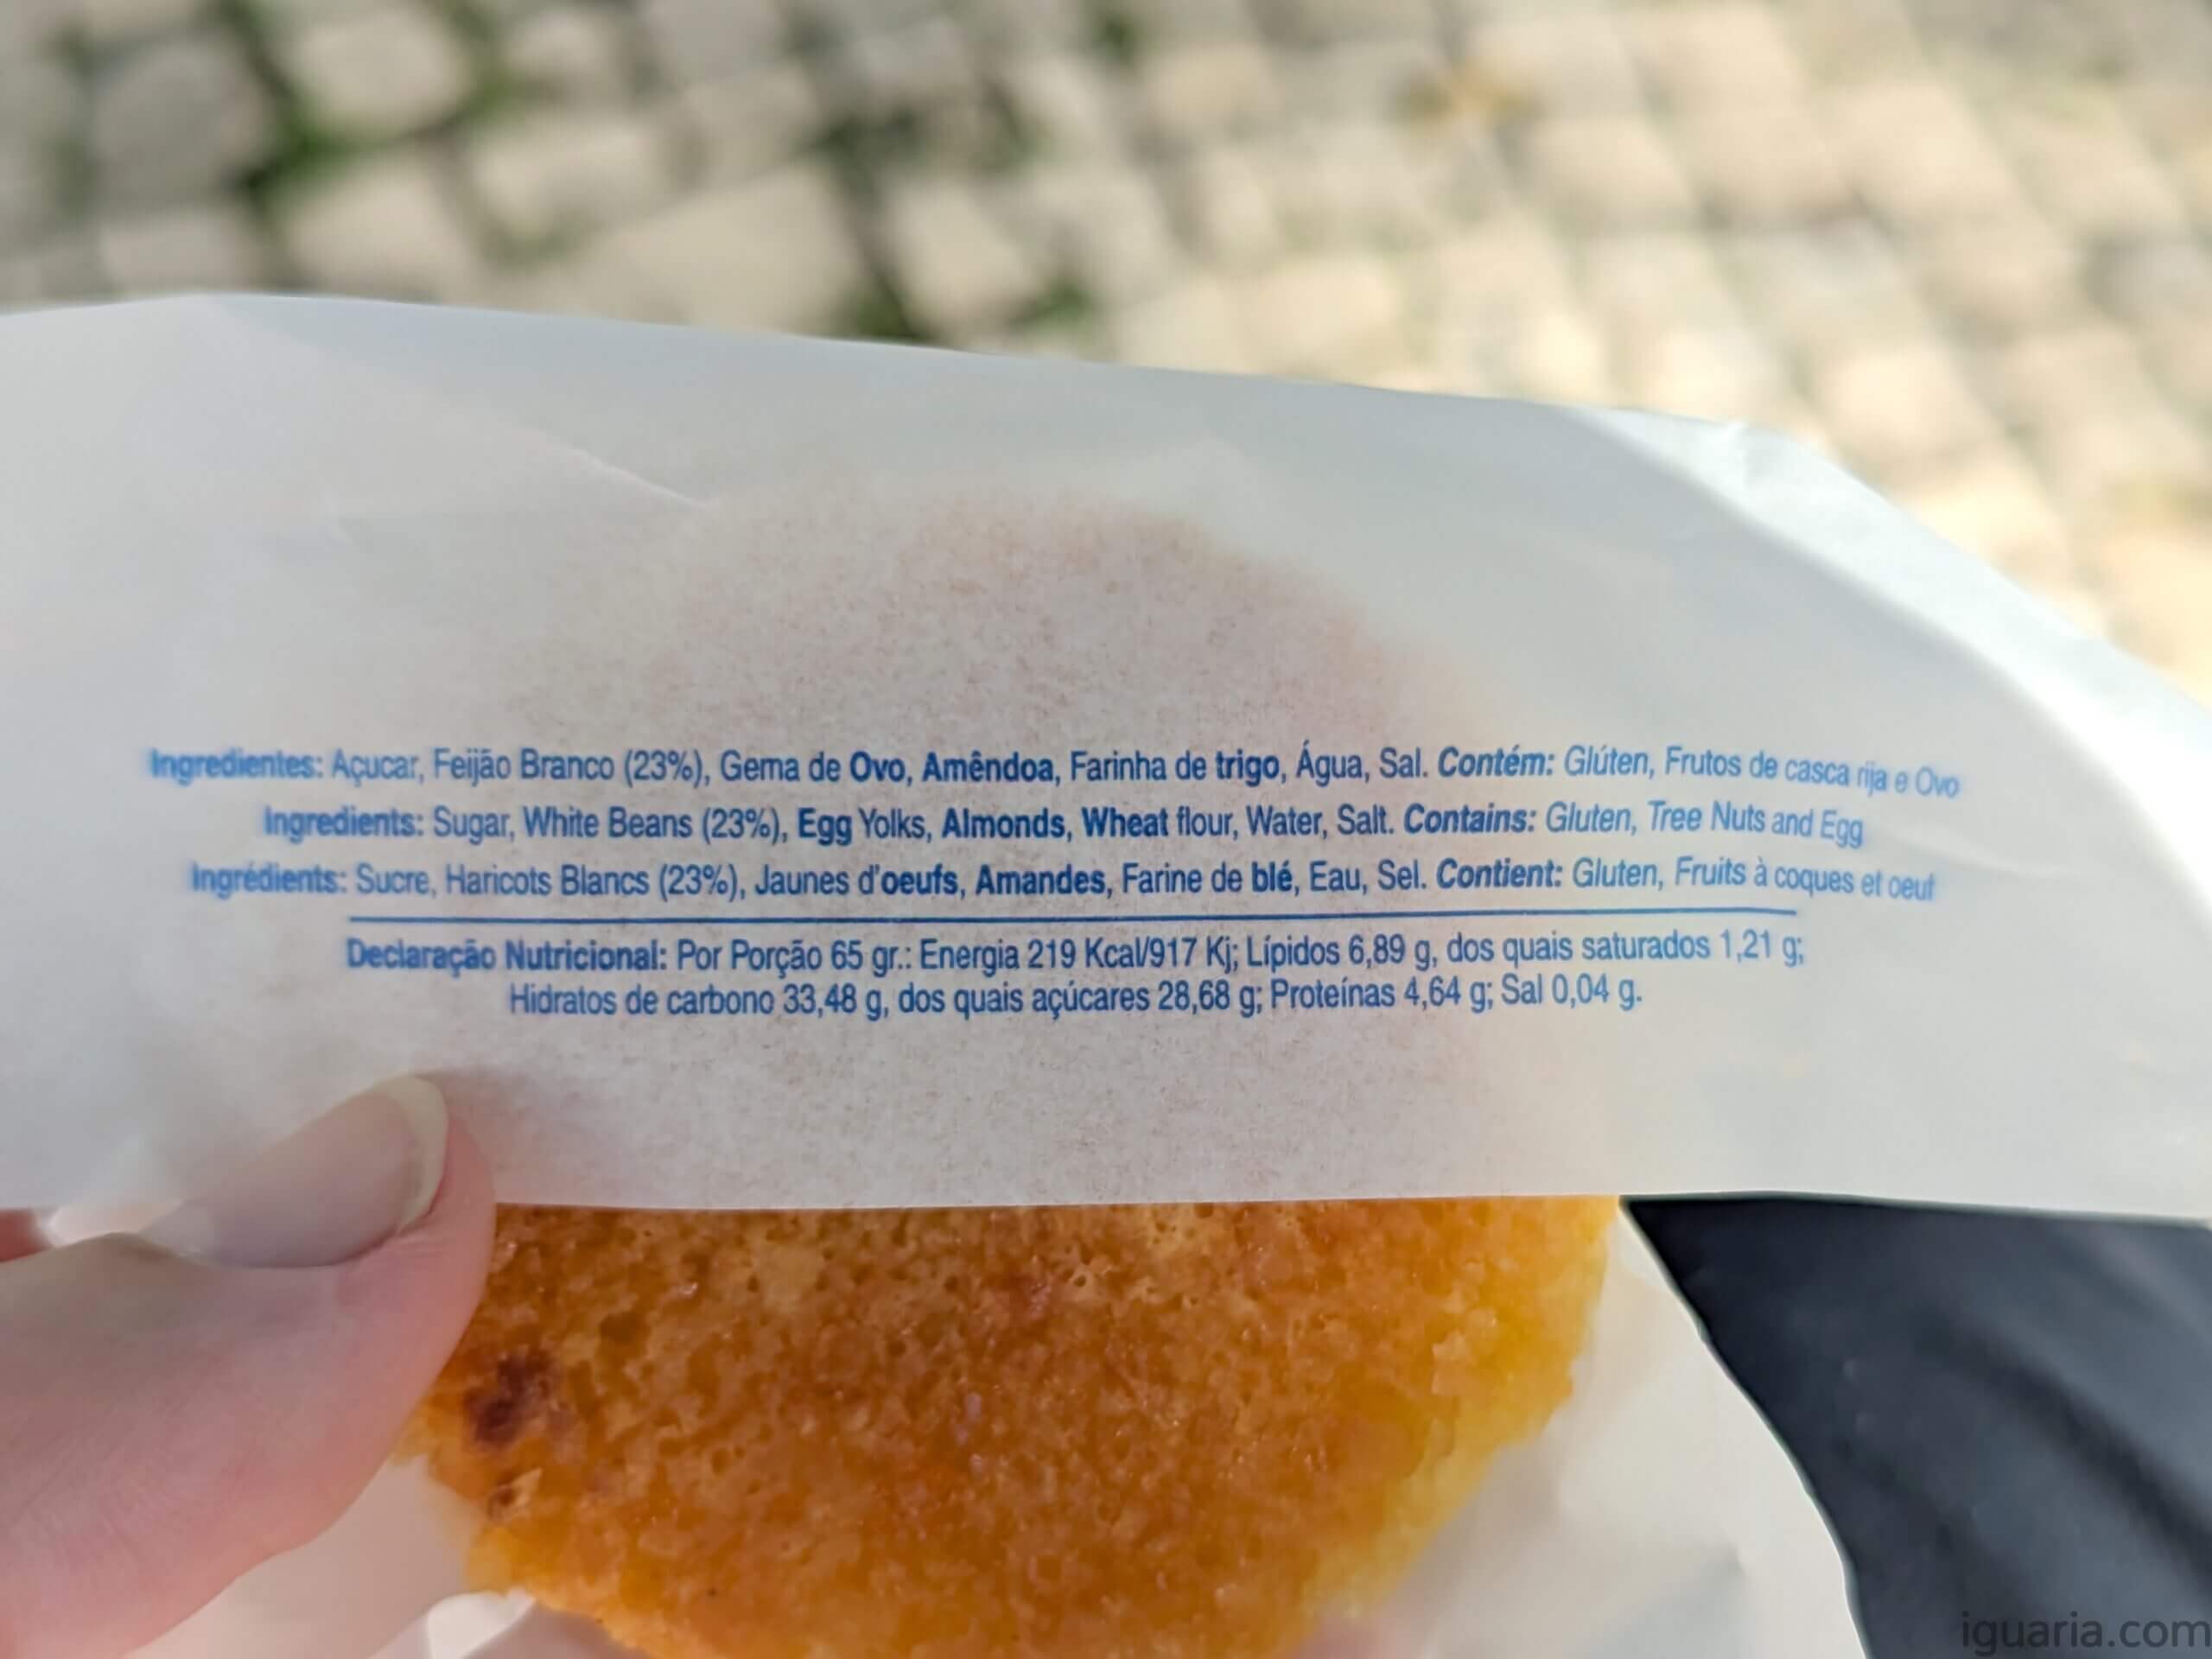 Ingredientes: Açucar, Feijão Branco (23%), Gema de Ovo, Amêndoa, Farinha de trigo, Água, Sal. Contém: Glúten, Frutos de casca rija e Ovo
Ingredients: Sugar, White Beans (23%), Egg Yolks, Almonds, Wheat flour, Water, Salt. Contains: Gluten, Tree Nuts and Egg
Ingrédients: Sucre, Haricots Blancs (23%), Jaunes d'oeufs, Amandes, Farine de blé, Eau, Sel. Contient: Gluten, Fruits à coques et oeuf
Declaração Nutricional: Por Porção 65 gr.: Energia 219 Kcal/917 Kj; Lípidos 6,89 g, dos quais saturados 1,21 g;
Hidratos de carbono 33,48 g, dos quais açúcares 28,68 g; Proteínas 4,64 g; Sal 0,04 g.
iguaria.com